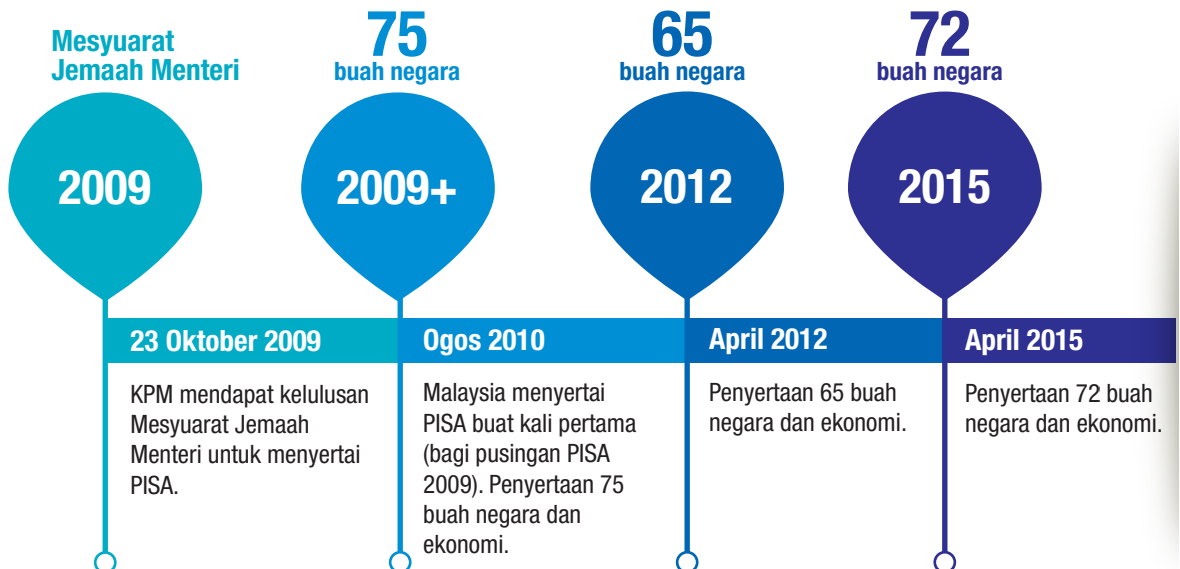 Mesyuarat
Jemaah Menteri
2009
23 Oktober 2009
KPM mendapat kelulusan
Mesyuarat Jemaah
Menteri untuk menyertai
PISA.
75
buah negara
2009+
Ogos 2010
Malaysia menyertai
PISA buat kali pertama
(bagi pusingan PISA
2009). Penyertaan 75
buah negara dan
ekonomi.
65
buah negara
2012
April 2012
Penyertaan 65 buah
negara dan ekonomi.
72
buah negara
2015
April 2015
Penyertaan 72 buah
negara dan ekonomi.